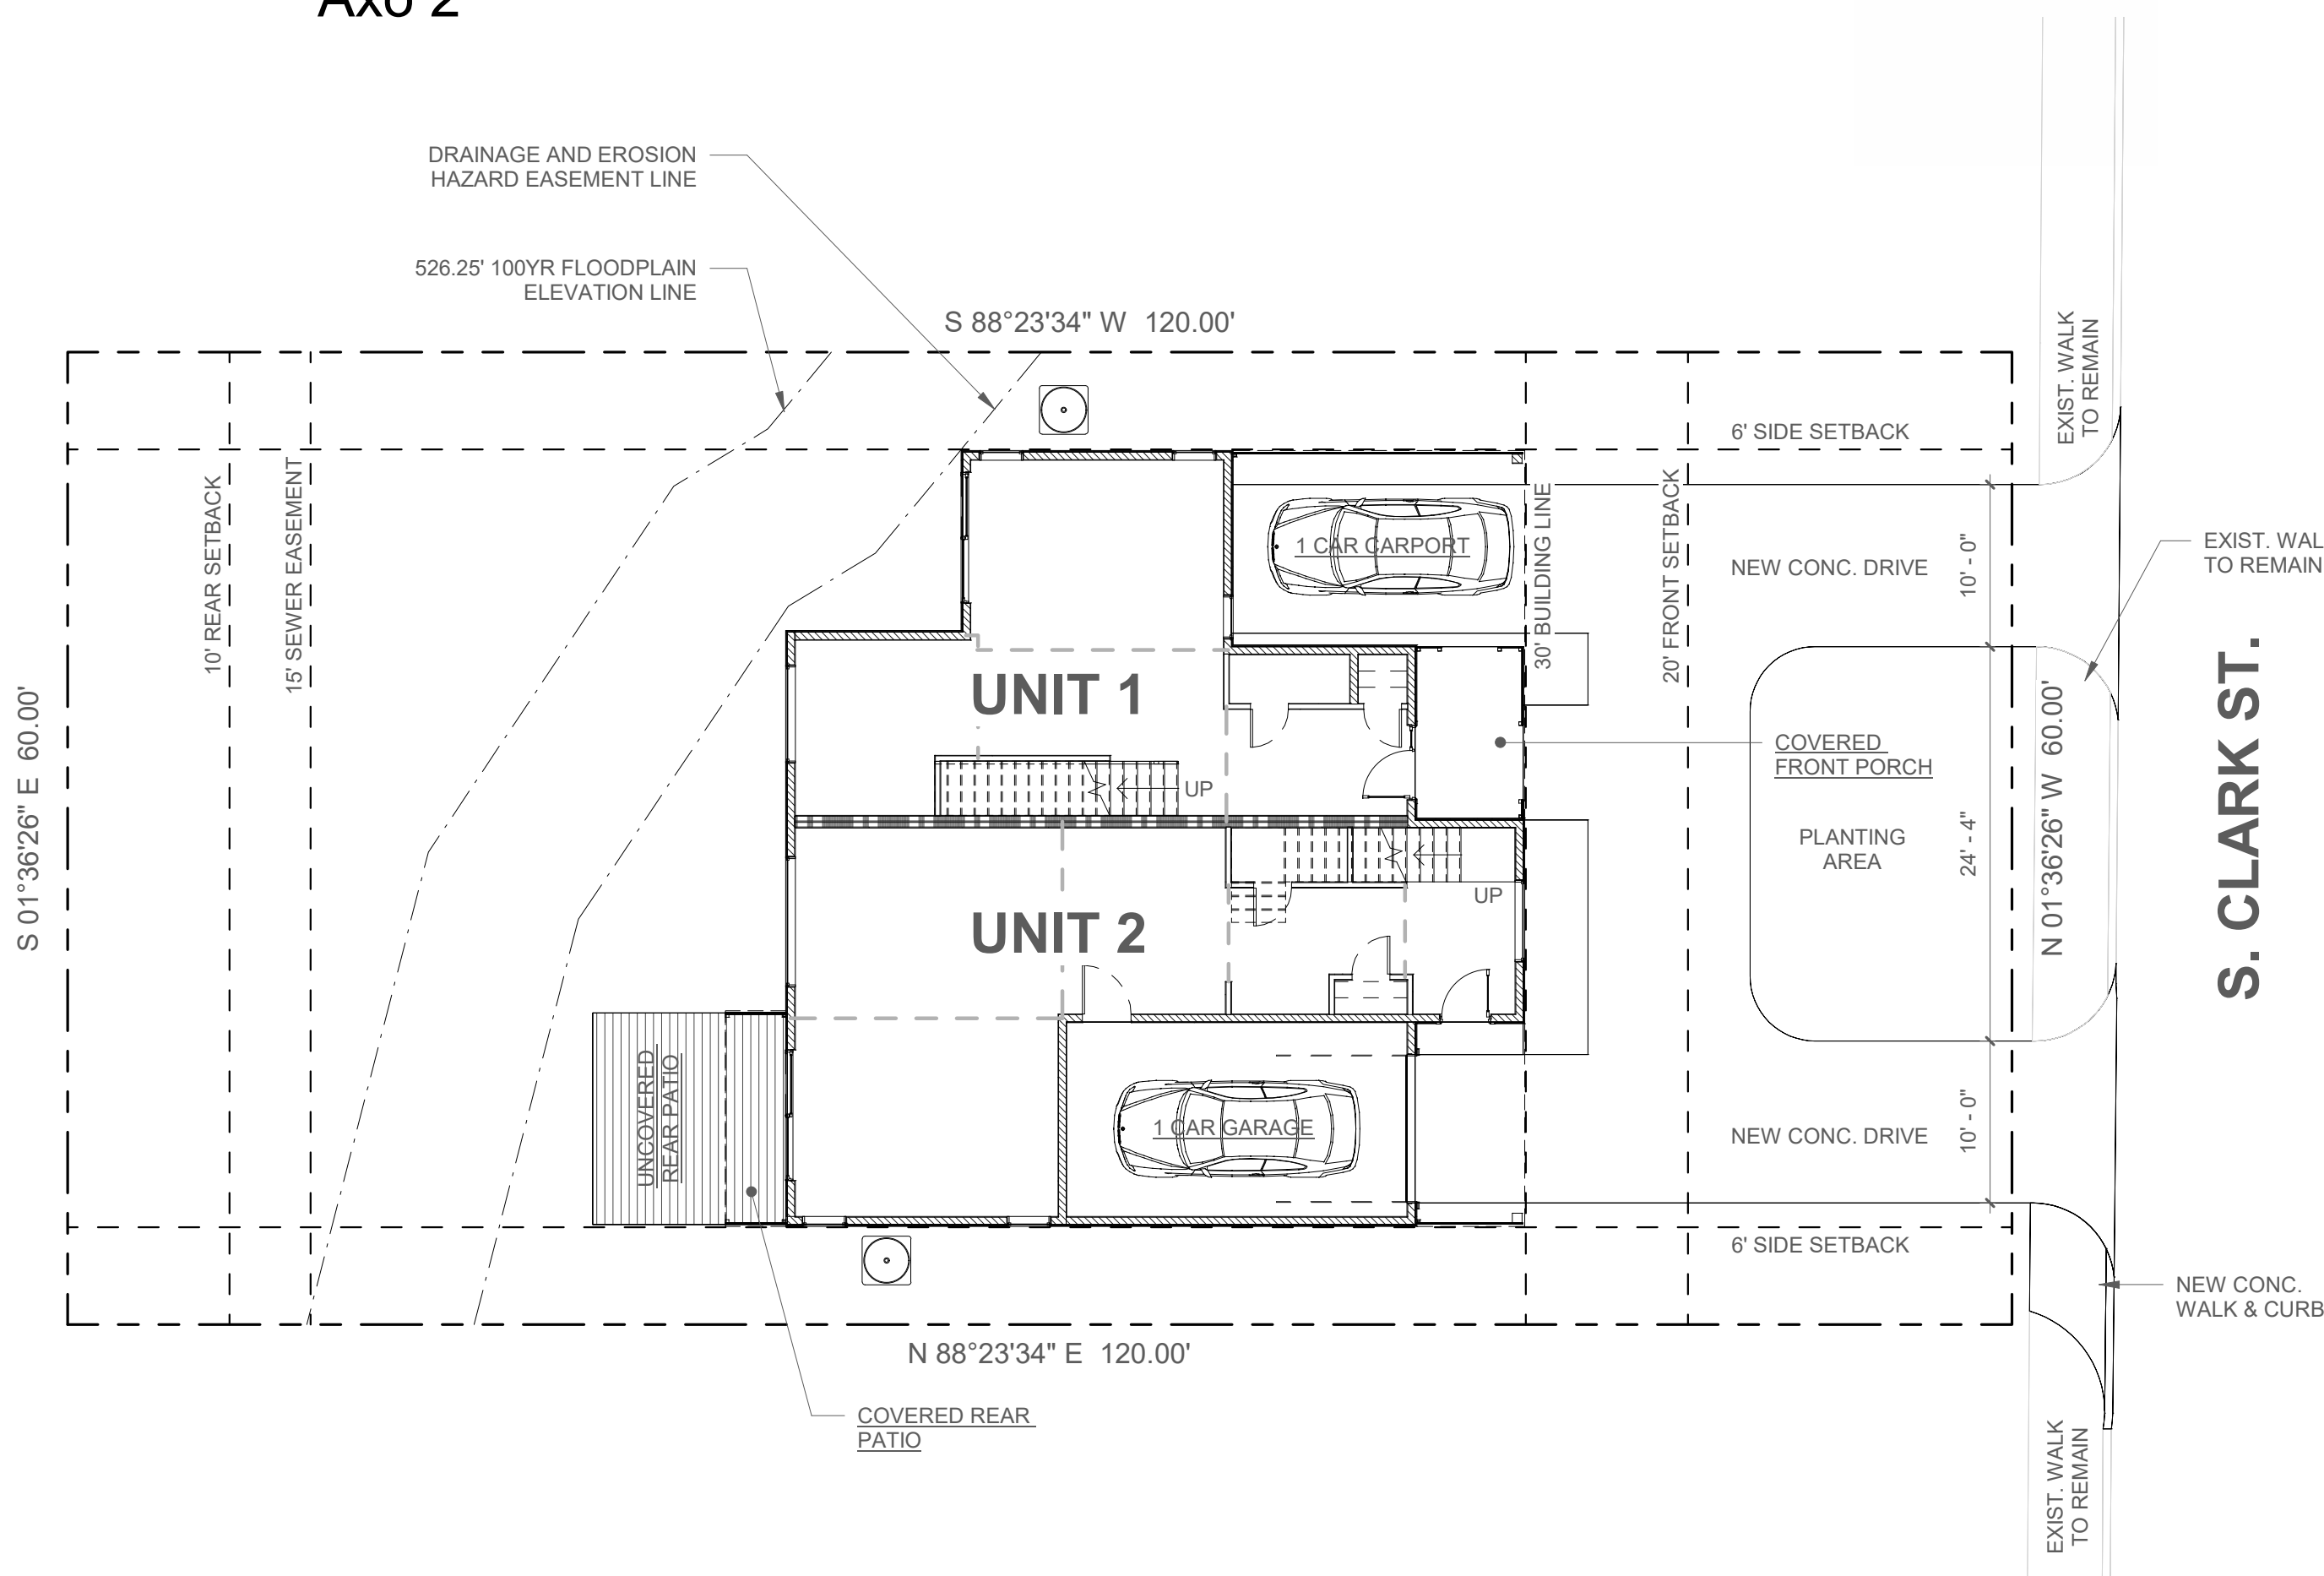 Axo 2
DRAINAGE AND EROSION
HAZARD EASEMENT LINE
526.25' 100YR FLOODPLAIN
ELEVATION LINE
S 88°23'34" W 120.00'
EXIST. WALK
TO REMAIN
6' SIDE SETBACK
10' REAR SETBACK
15' SEWER EASEMENT
30' BUILDING LINE
20' FRONT SETBACK
1 CAR CARPORT
NEW CONC. DRIVE
10' - 0"
EXIST. WAL
TO REMAIN
S 01°36'26" E 60.00'
UNIT 1
UP
COVERED
FRONT PORCH
PLANTING
AREA
24' - 4"
N 01°36'26" W 60.00'
S. CLARK ST.
UNIT 2
UP
UNCOVERED
REAR PATIO
1 CAR GARAGE
NEW CONC. DRIVE
10' - 0"
6' SIDE SETBACK
NEW CONC.
WALK & CURB
N 88°23'34" E 120.00'
COVERED REAR
PATIO
EXIST. WALK
TO REMAIN